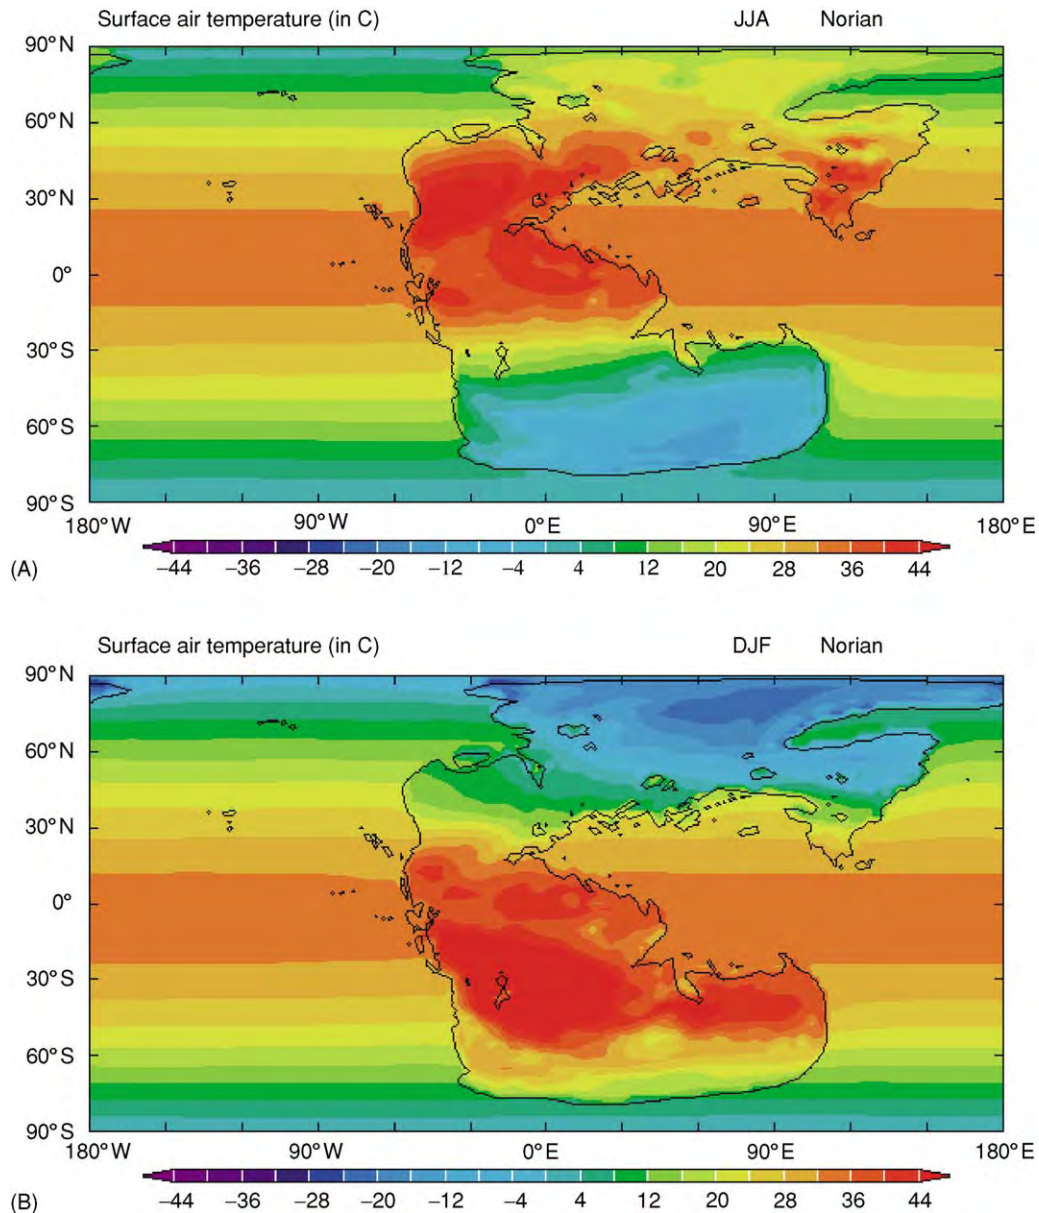 Surface air temperature (in C) JJA Norian
90°N
60°N
30°N
0°
30°S
60°S
90°S
180°W 90°W 0°E 90°E 180°E
(A) −44 −36 −28 −20 −12 −4 4 12 20 28 36 44
Surface air temperature (in C) DJF Norian
90°N
60°N
30°N
0°
30°S
60°S
90°S
180°W 90°W 0°E 90°E 180°E
(B) −44 −36 −28 −20 −12 −4 4 12 20 28 36 44